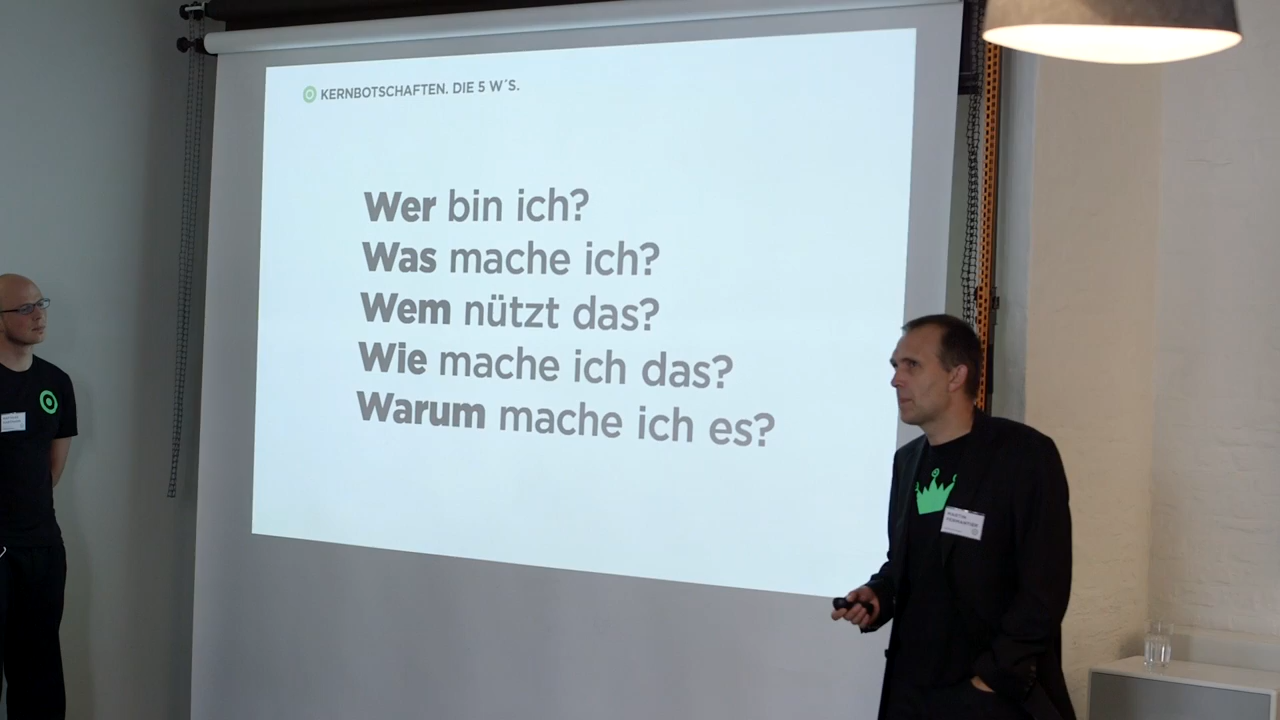 KERNBOTSCHAFTEN. DIE 5 W´S.
Wer bin ich?
Was mache ich?
Wem nützt das?
Wie mache ich das?
Warum mache ich es?
MARTIN